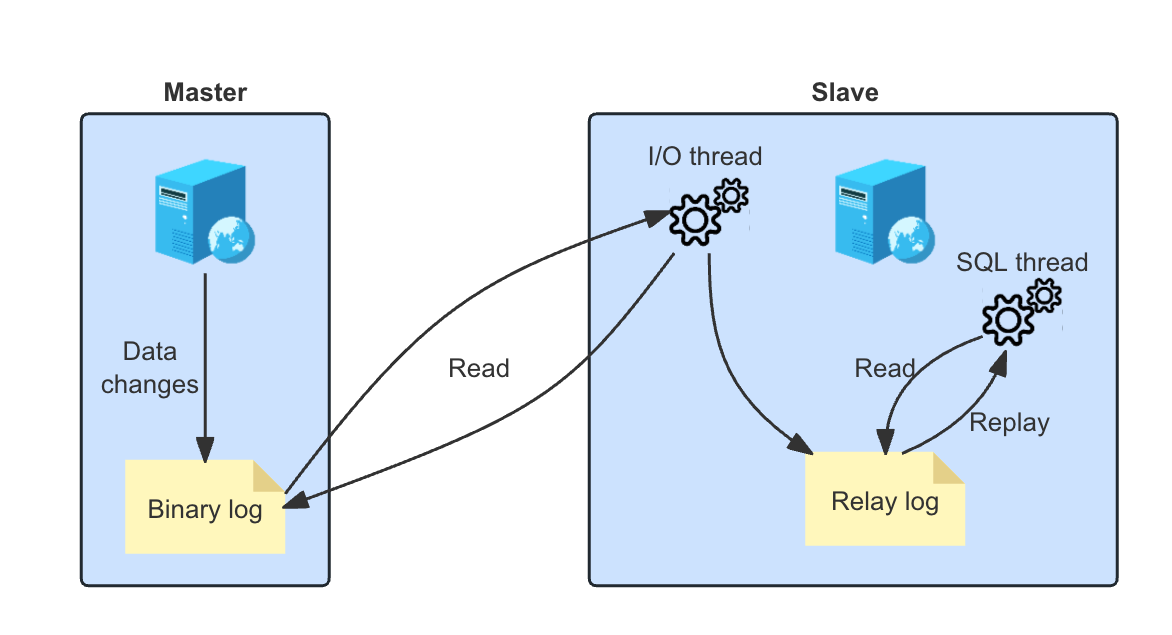 Master
Slave
I/O thread
SQL thread
Data
changes
Read
Read
Replay
Binary log
Relay log